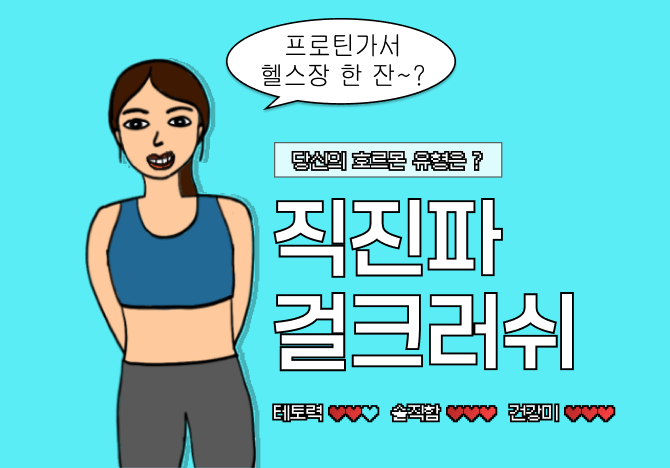 프로틴가서
헬스장 한 잔~?
당신의 호르몬 유형은 ?
직진파
걸크러쉬
테토력 솔직함 건강미